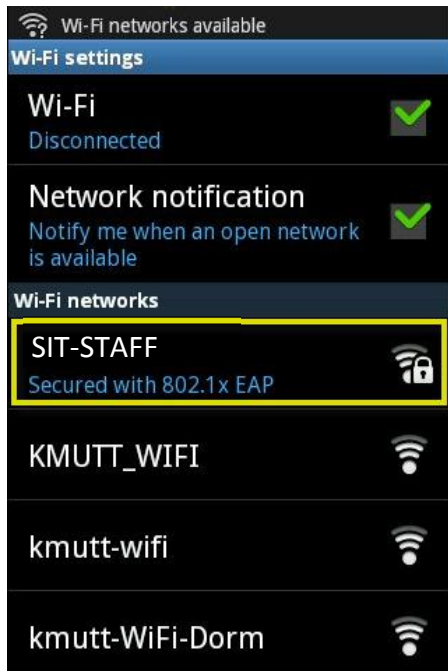 Wi-Fi networks available
Wi-Fi settings
Wi-Fi
Disconnected
Network notification
Notify me when an open network
is available
Wi-Fi networks
SIT-STAFF
Secured with 802.1x EAP
KMUTT_WIFI
kmutt-wifi
kmutt-WiFi-Dorm